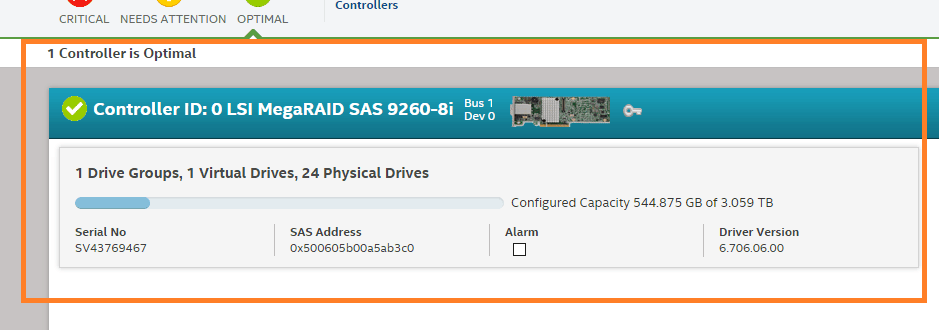 Controllers
CRITICAL NEEDS ATTENTION OPTIMAL
1 Controller is Optimal
Controller ID: 0 LSI MegaRAID SAS 9260-8i
Bus 1
Dev 0
1 Drive Groups, 1 Virtual Drives, 24 Physical Drives
Configured Capacity 544.875 GB of 3.059 TB
Serial No
SV43769467
SAS Address
0x500605b00a5ab3c0
Alarm
Driver Version
6.706.06.00